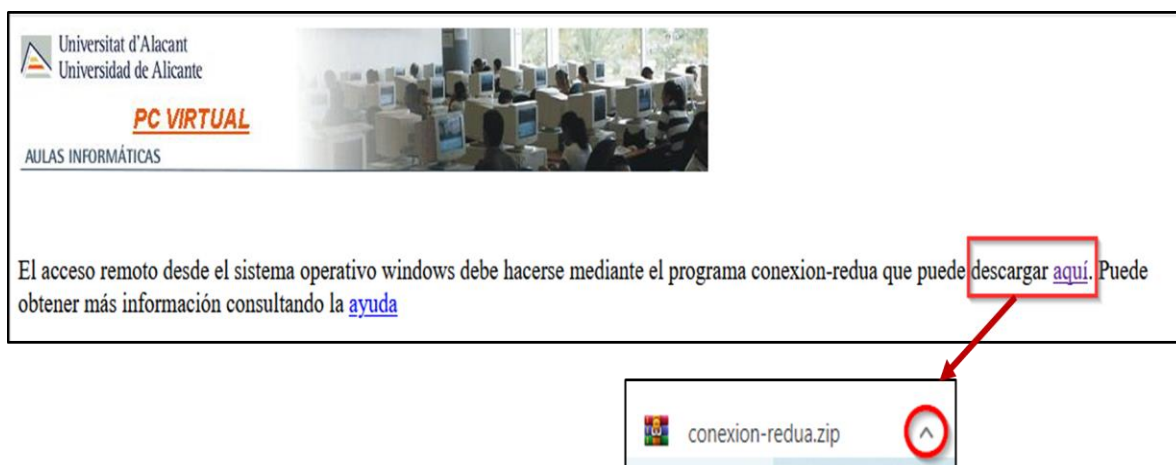 Universitat d'Alacant
Universidad de Alicante
PC VIRTUAL
AULAS INFORMÁTICAS
El acceso remoto desde el sistema operativo windows debe hacerse mediante el programa conexion-redua que puede descargar aquí. Puede
obtener más información consultando la ayuda
conexion-redua.zip